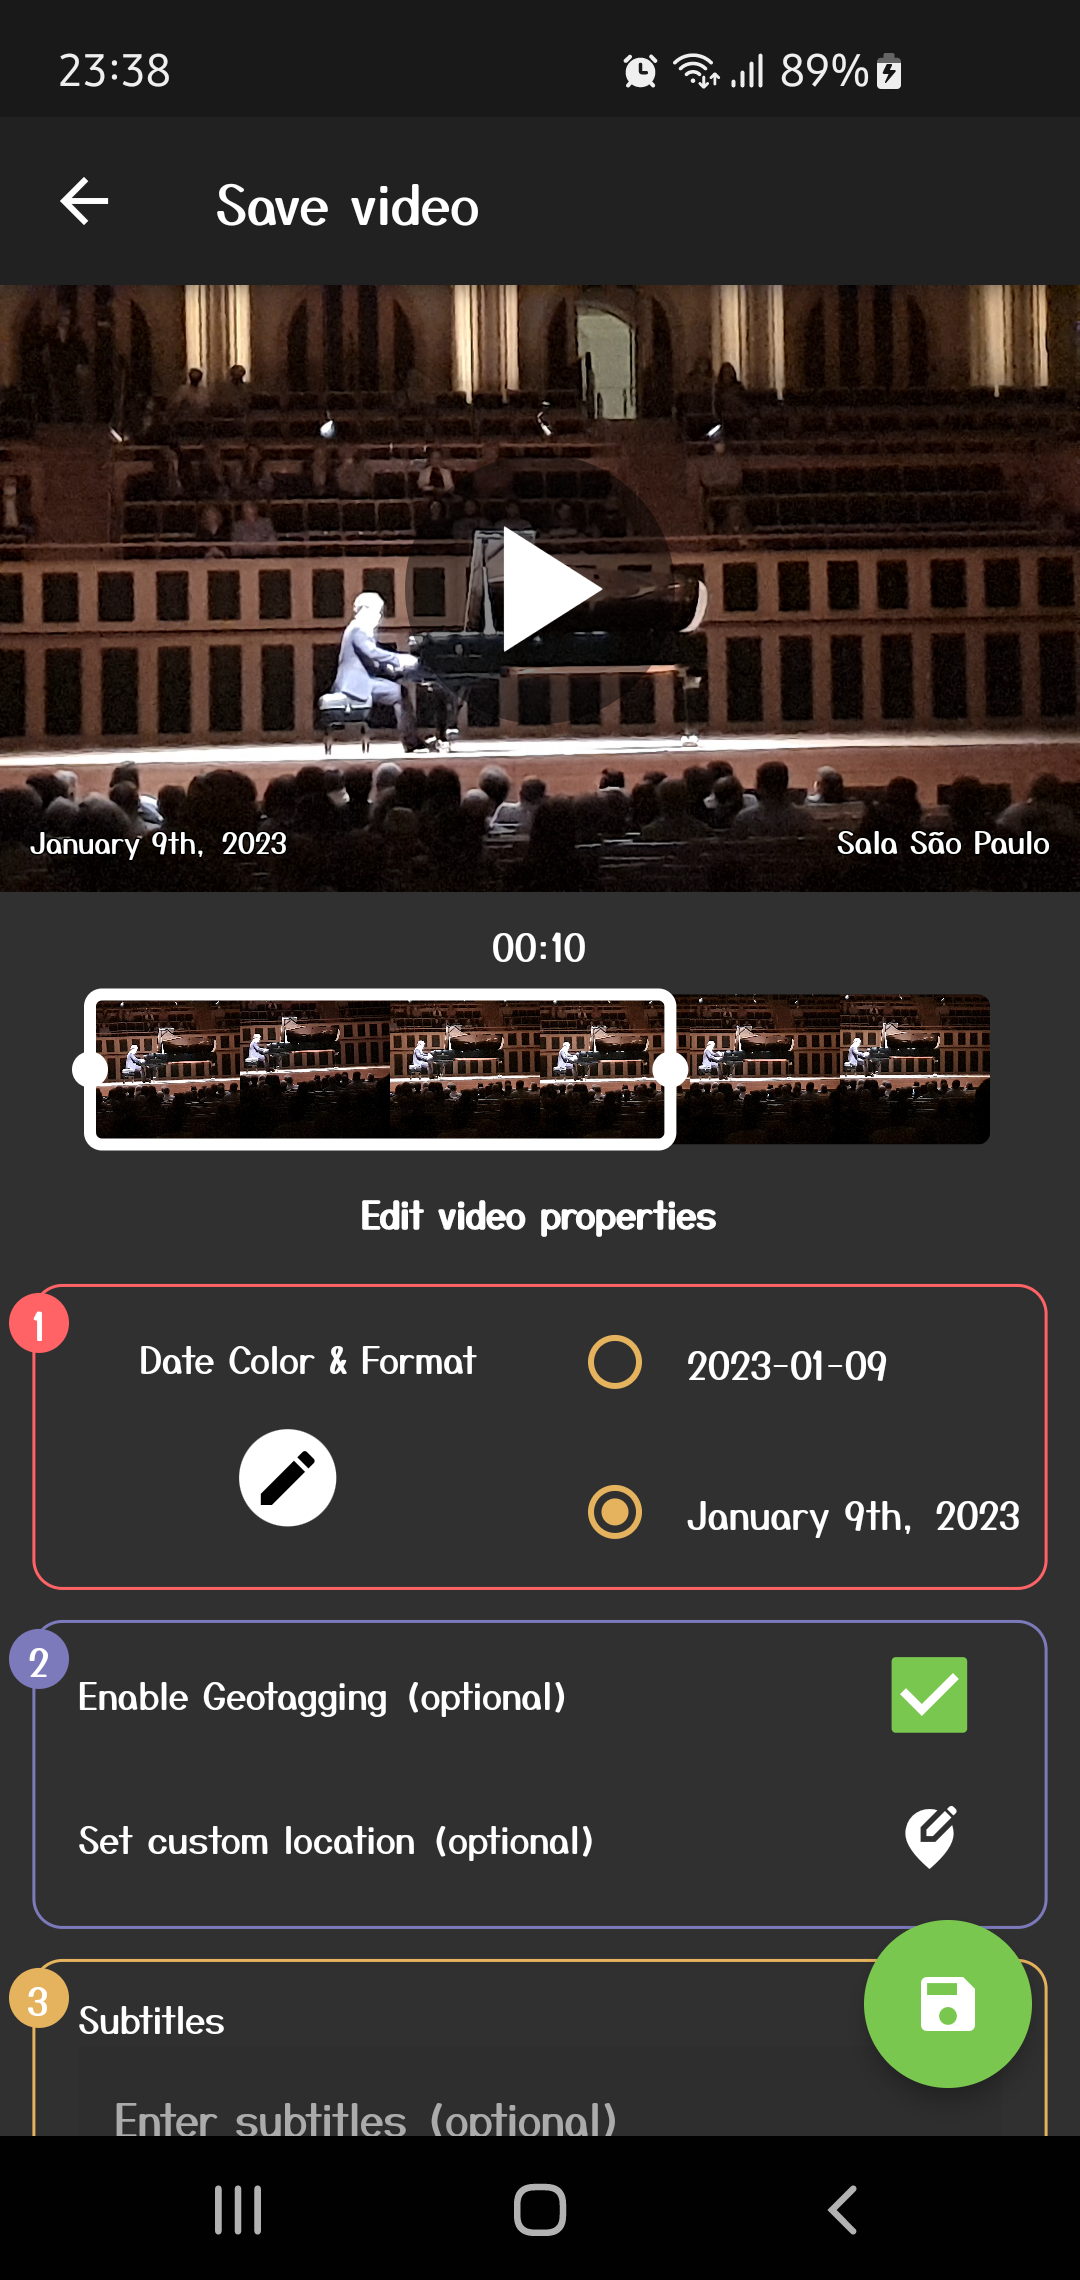 23:38
89%
Save video
January 9th, 2023
Sala São Paulo
00:10
Edit video properties
1
Date Color & Format
2023-01-09
January 9th, 2023
2
Enable Geotagging (optional)
Set custom location (optional)
3
Subtitles
Enter subtitles (optional)